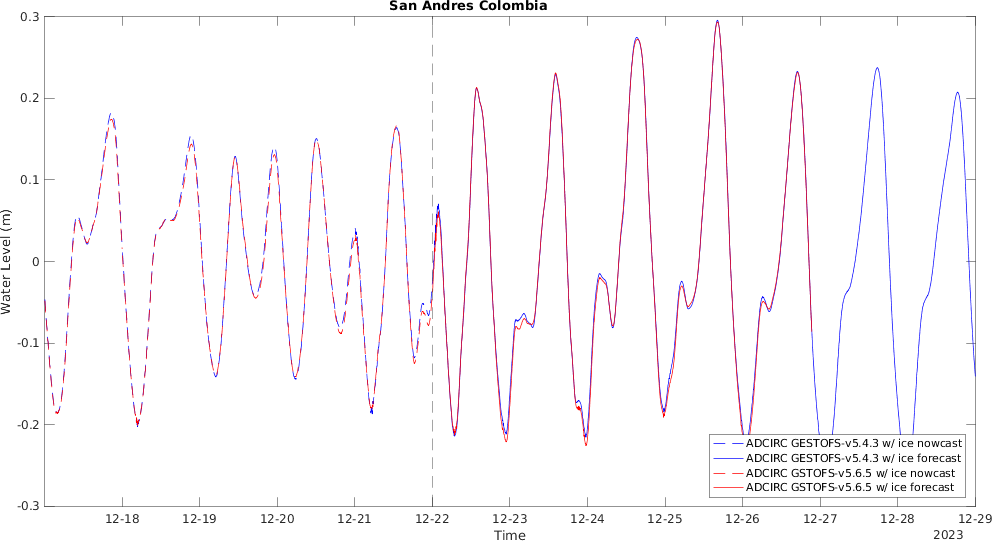 San Andres Colombia
0.3
0.2
0.1
0
-0.1
-0.2
-0.3
Water Level (m)
ADCIRC GESTOFS-v5.4.3 w/ ice nowcast
ADCIRC GESTOFS-v5.4.3 w/ ice forecast
ADCIRC GSTOFS-v5.6.5 w/ ice nowcast
ADCIRC GSTOFS-v5.6.5 w/ ice forecast
12-18 12-19 12-20 12-21 12-22 12-23 12-24 12-25 12-26 12-27 12-28 12-29
Time
2023